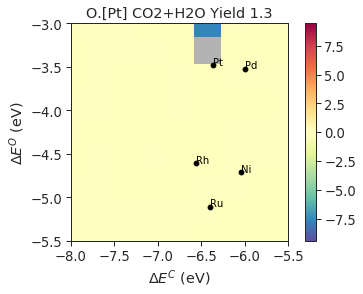 O.[Pt] CO2+H2O Yield 1.3
−3.0
−3.5
−4.0
−4.5
−5.0
−5.5
ΔE^O (eV)
Pt
Pd
Rh
Ni
Ru
−8.0 −7.5 −7.0 −6.5 −6.0 −5.5
ΔE^C (eV)
7.5
5.0
2.5
0.0
−2.5
−5.0
−7.5